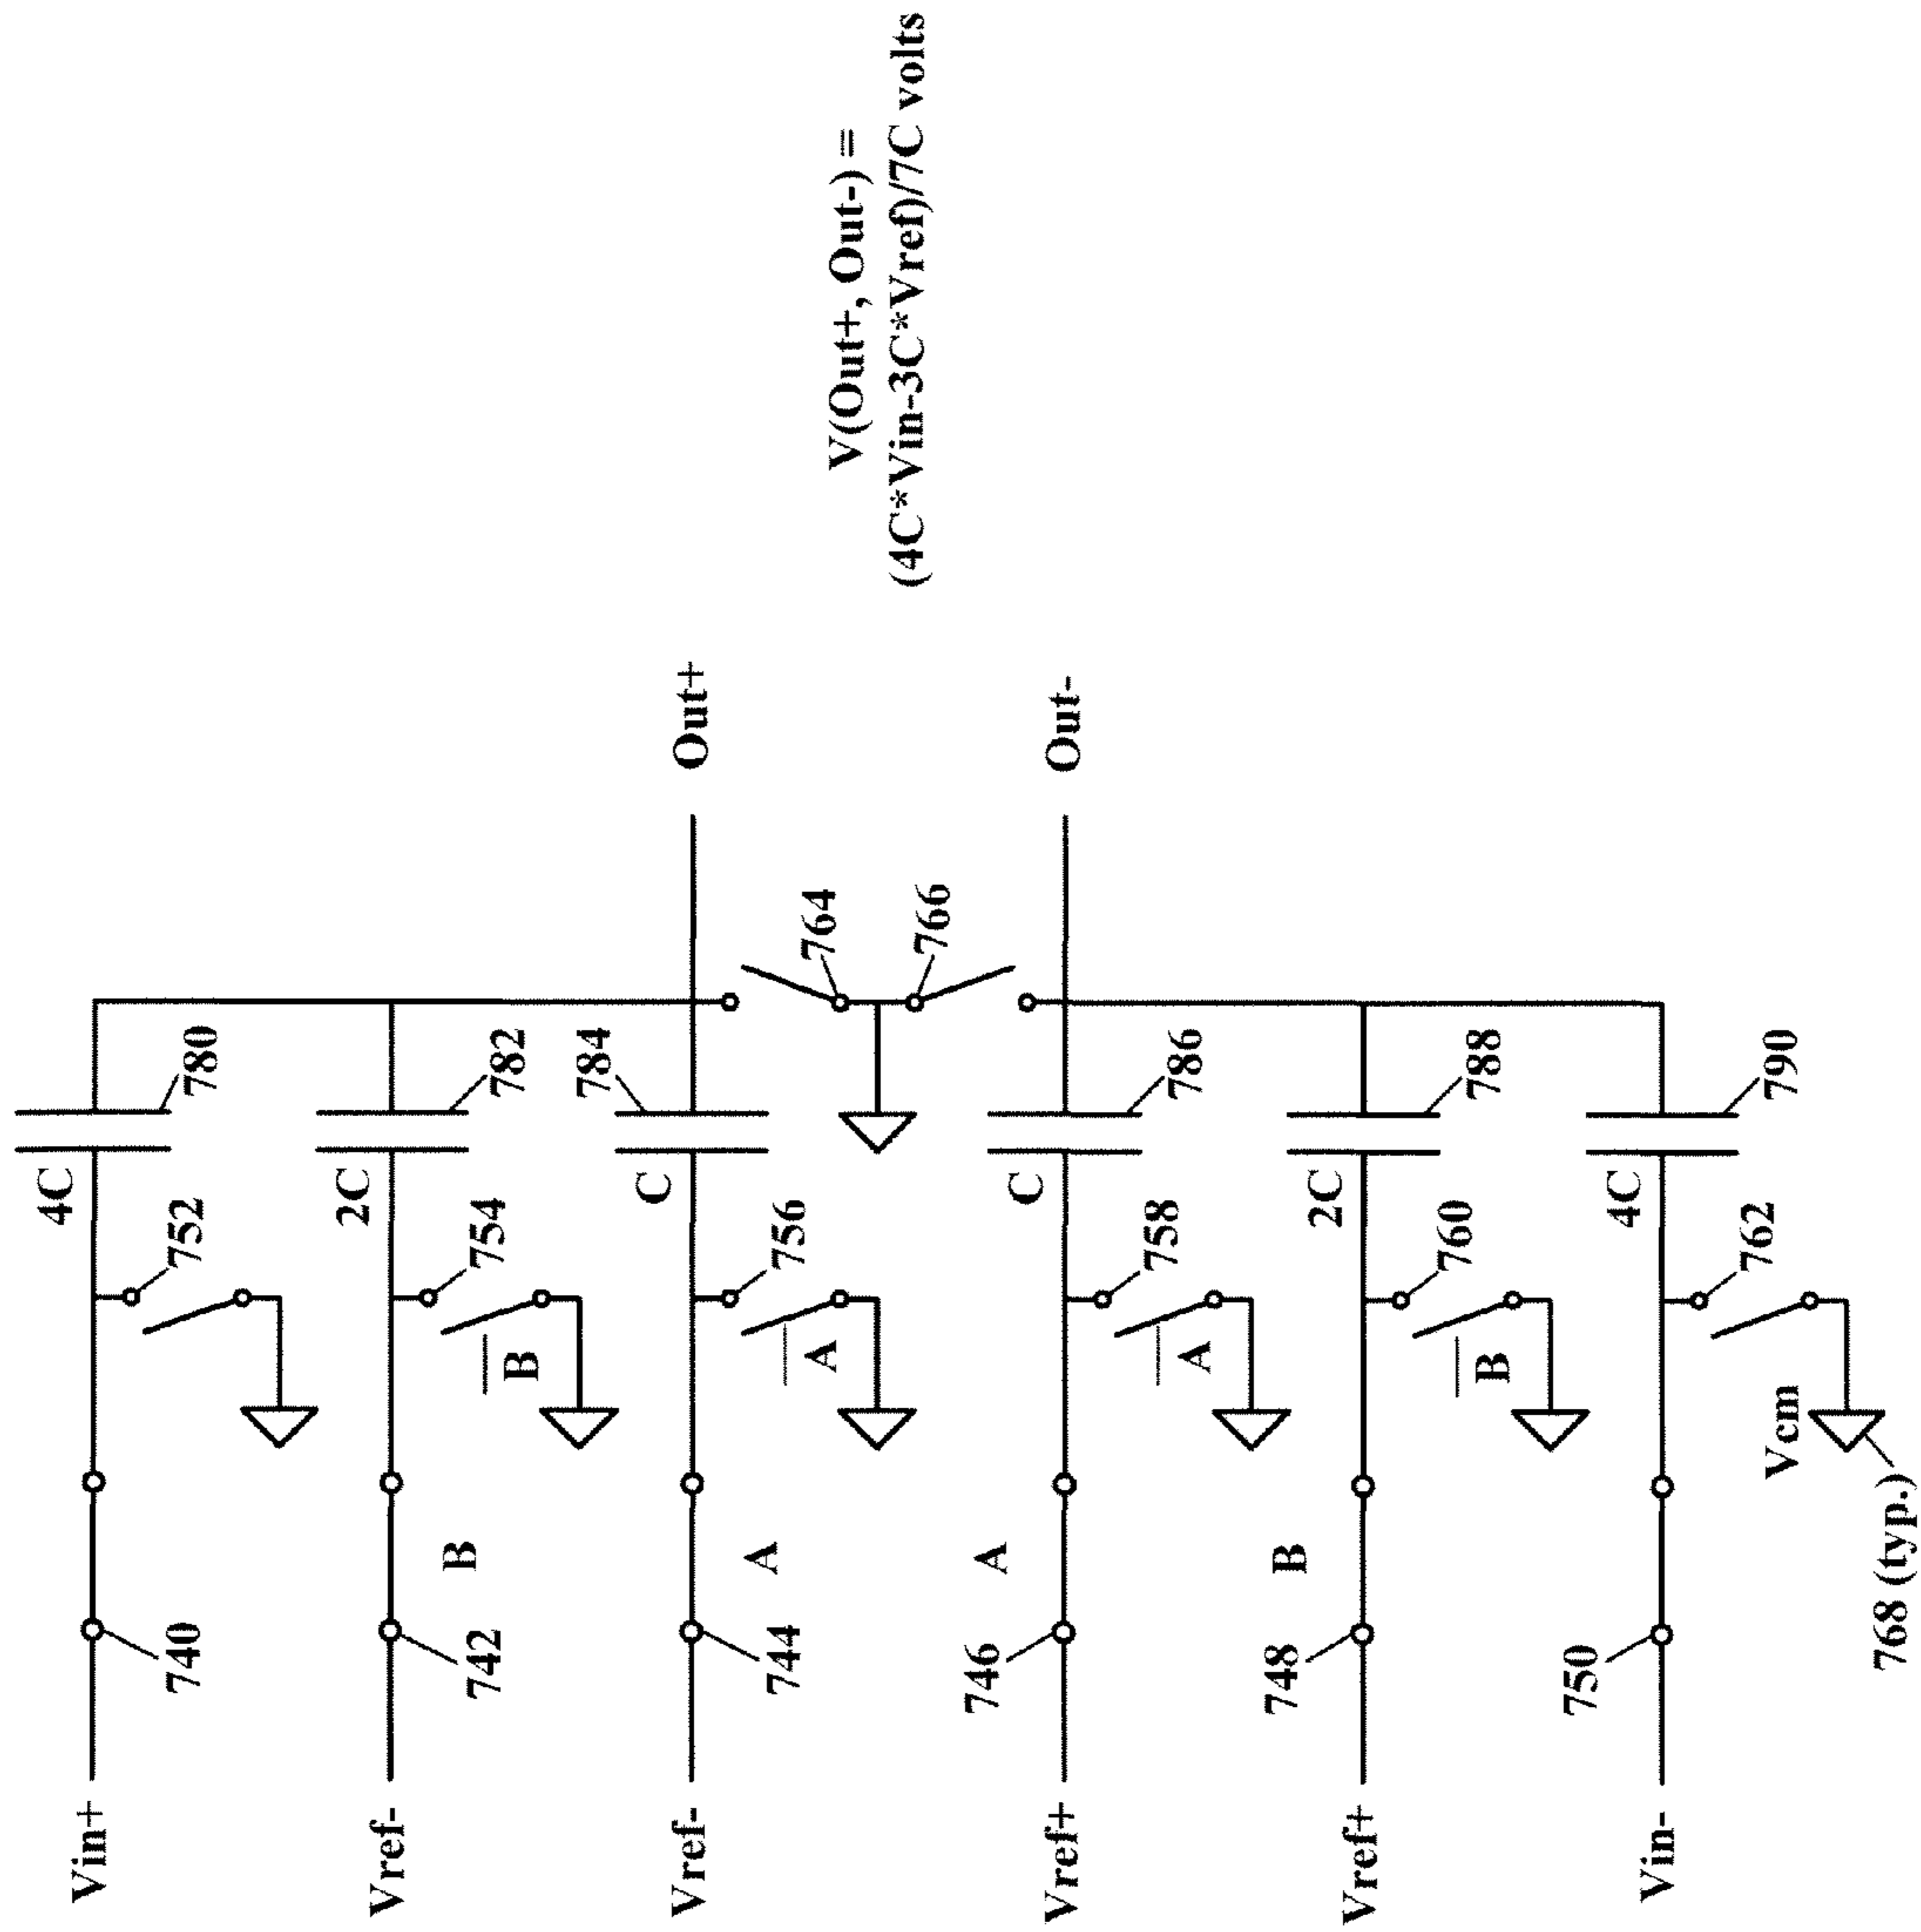 4C
Vin+
740
752
780
2C
Vref-
B
742
B
754
782
784
C
Vref-
Out+
A
744
A
756
764
V(Out+, Out-) =
(4C*Vin-3C*Vref)/7C volts
766
746
A
C
Vref+
Out-
A
758
786
748
B
2C
Vref+
B
760
788
750
4C
Vin-
762
790
Vcm
768 (typ.)